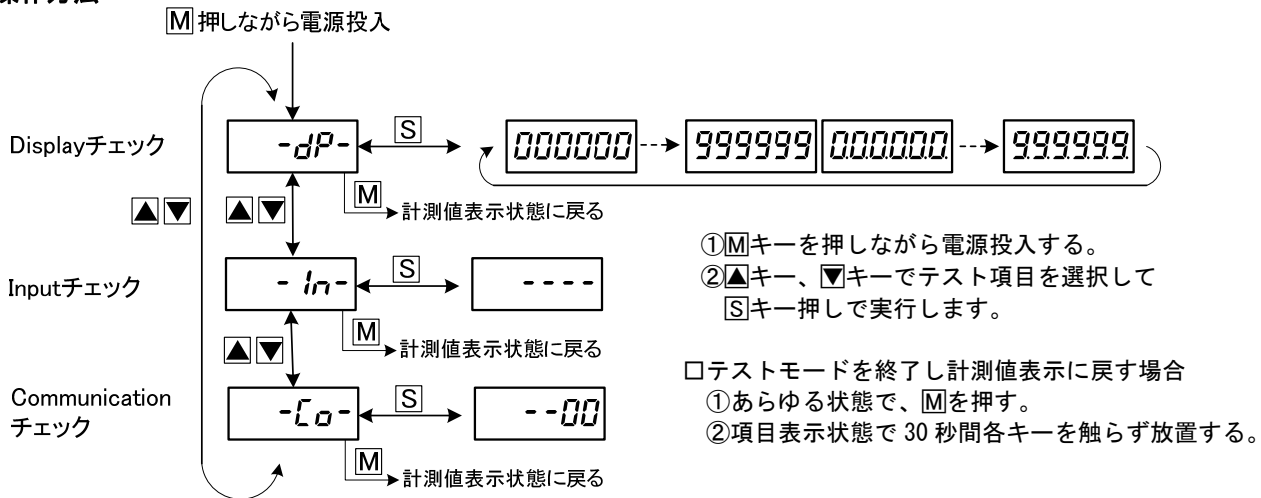 M 押しながら電源投入
Displayチェック
-dP-
S
000000
999999
0.0.0.0.0.0.
9.9.9.9.9.9.
M
計測値表示状態に戻る
▲▼
▲▼
①Mキーを押しながら電源投入する。
②▲キー、▼キーでテスト項目を選択して
Sキー押しで実行します。
Inputチェック
- In-
S
- - - -
M
計測値表示状態に戻る
▲▼
□テストモードを終了し計測値表示に戻す場合
①あらゆる状態で、Mを押す。
②項目表示状態で 30 秒間各キーを触らず放置する。
Communication
チェック
-Co-
S
--00
M
計測値表示状態に戻る